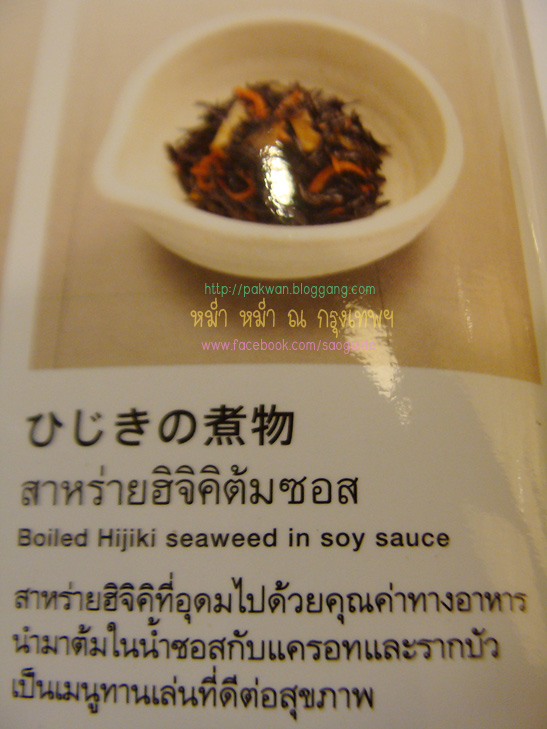 http://pakwan.bloggang.com
หม่ำ หม่ำ ณ กรุงเทพฯ
ひじきの煮物
สาหร่ายฮิจิคิต้มซอส
Boiled Hijiki seaweed in soy sauce
สาหร่ายฮิจิคิที่อุดมไปด้วยคุณค่าทางอาหาร
นำมาต้มในน้ำซอสกับแครอทและรากบัว
เป็นเมนูทานเล่นที่ดีต่อสุขภาพ